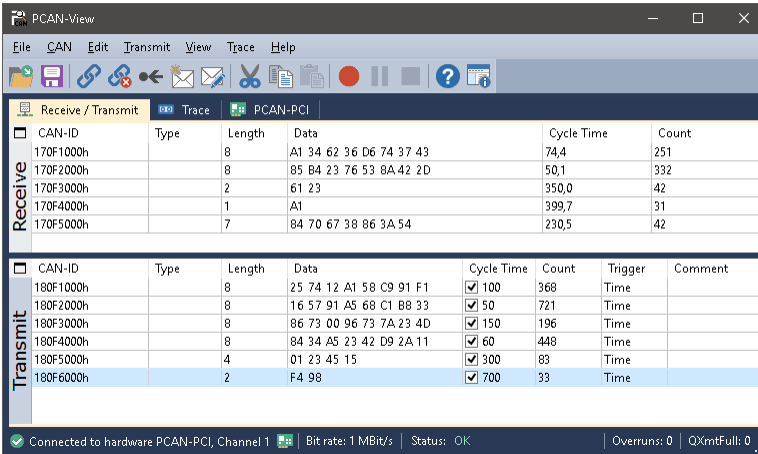 PCAN-View
File CAN Edit Transmit View Trace Help
Receive / Transmit Trace PCAN-PCI
Receive
CAN-ID Type Length Data Cycle Time Count
170F1000h 8 A1 34 62 36 D6 74 37 43 74,4 251
170F2000h 8 85 B4 23 76 53 8A 42 2D 50,1 332
170F3000h 2 61 23 350,0 42
170F4000h 1 A1 399,7 31
170F5000h 7 84 70 67 38 86 3A 54 230,5 42
Transmit
CAN-ID Type Length Data Cycle Time Count Trigger Comment
180F1000h 8 25 74 12 A1 58 C9 91 F1 100 368 Time
180F2000h 8 16 57 91 A5 68 C1 B8 33 50 721 Time
180F3000h 8 86 73 00 96 73 7A 23 4D 150 196 Time
180F4000h 8 84 34 A5 23 42 D9 2A 11 60 448 Time
180F5000h 4 01 23 45 15 300 83 Time
180F6000h 2 F4 98 700 33 Time
Connected to hardware PCAN-PCI, Channel 1 Bit rate: 1 MBit/s Status: OK Overruns: 0 QXmtFull: 0